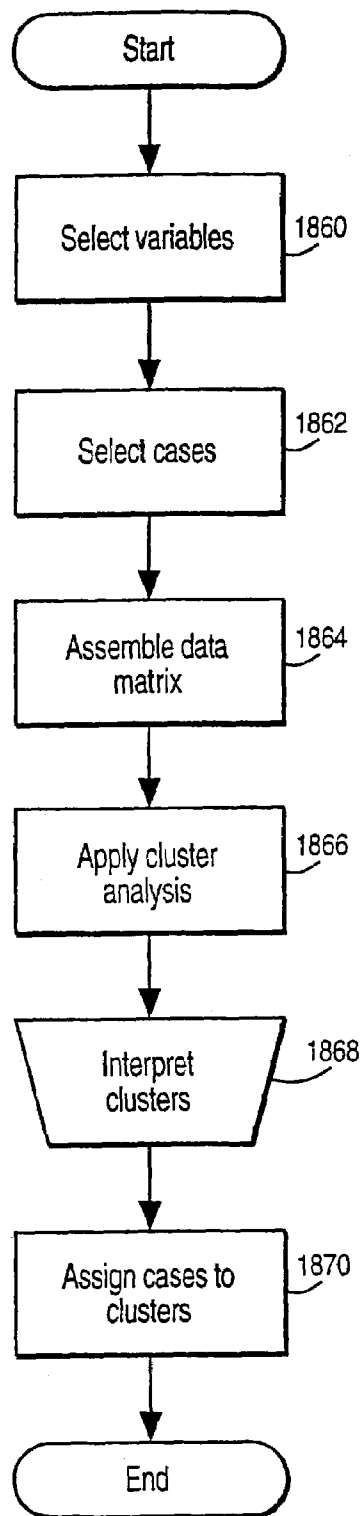 Start
Select variables
1860
Select cases
1862
Assemble data
matrix
1864
Apply cluster
analysis
1866
Interpret
clusters
1868
Assign cases to
clusters
1870
End